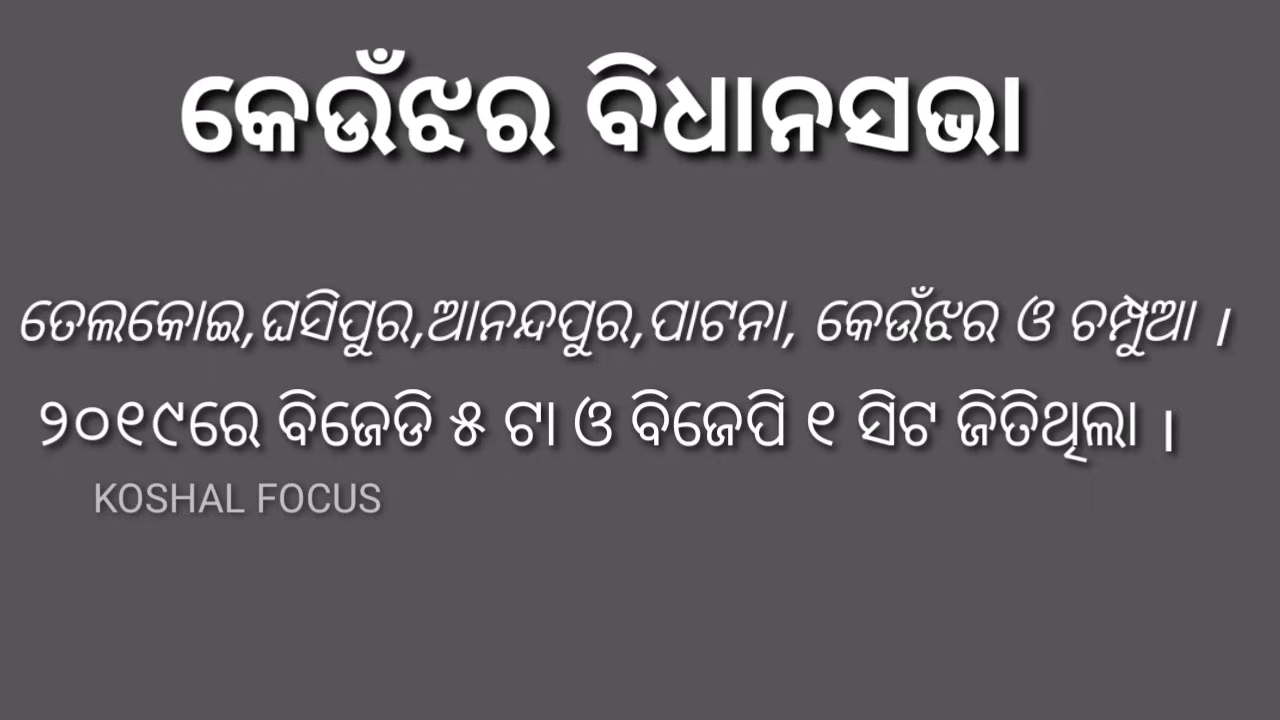 କେଉଁଝର ବିଧାନସଭା
ତେଲକୋଇ,ଘସିପୁର,ଆନନ୍ଦପୁର,ପାଟନା, କେଉଁଝର ଓ ଚମ୍ପୁଆ ।
୨୦୧୯ରେ ବିଜେଡି ୫ ଟା ଓ ବିଜେପି ୧ ସିଟ ଜିତିଥିଲା ।
KOSHAL FOCUS